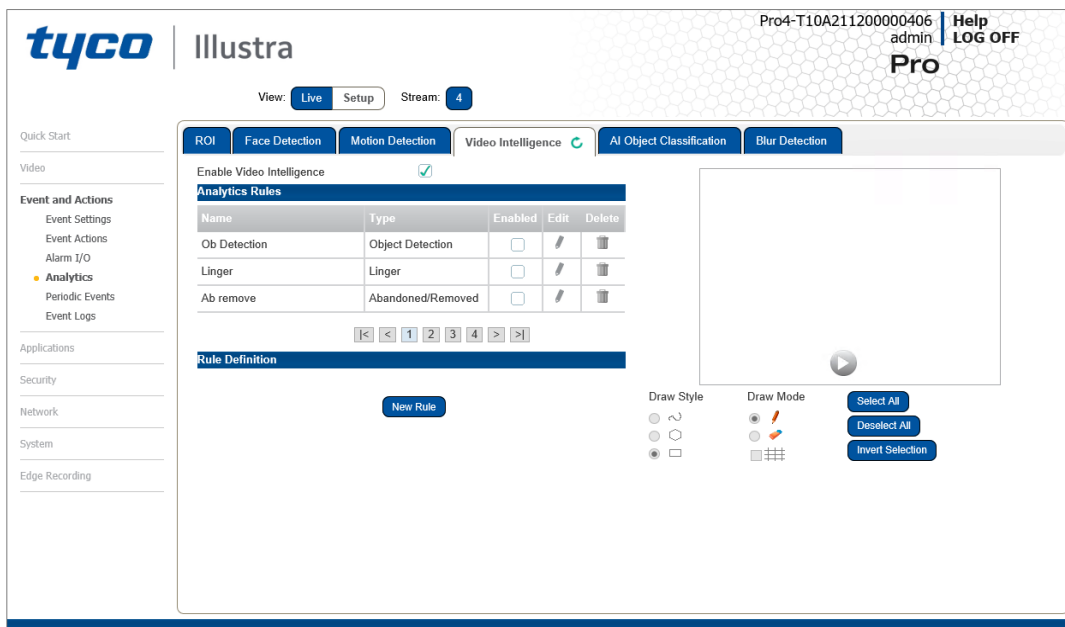 tyco
Illustra
Pro4-T10A211200000406
admin
Help
LOG OFF
Pro
View: Live Setup Stream: 4
Quick Start
Video
Event and Actions
Event Settings
Event Actions
Alarm I/O
Analytics
Periodic Events
Event Logs
Applications
Security
Network
System
Edge Recording
ROI Face Detection Motion Detection Video Intelligence AI Object Classification Blur Detection
Enable Video Intelligence
Analytics Rules
Name Type Enabled Edit Delete
Ob Detection Object Detection
Linger Linger
Ab remove Abandoned/Removed
|< < 1 2 3 4 > >|
Rule Definition
New Rule
Draw Style
Draw Mode
Select All
Deselect All
Invert Selection